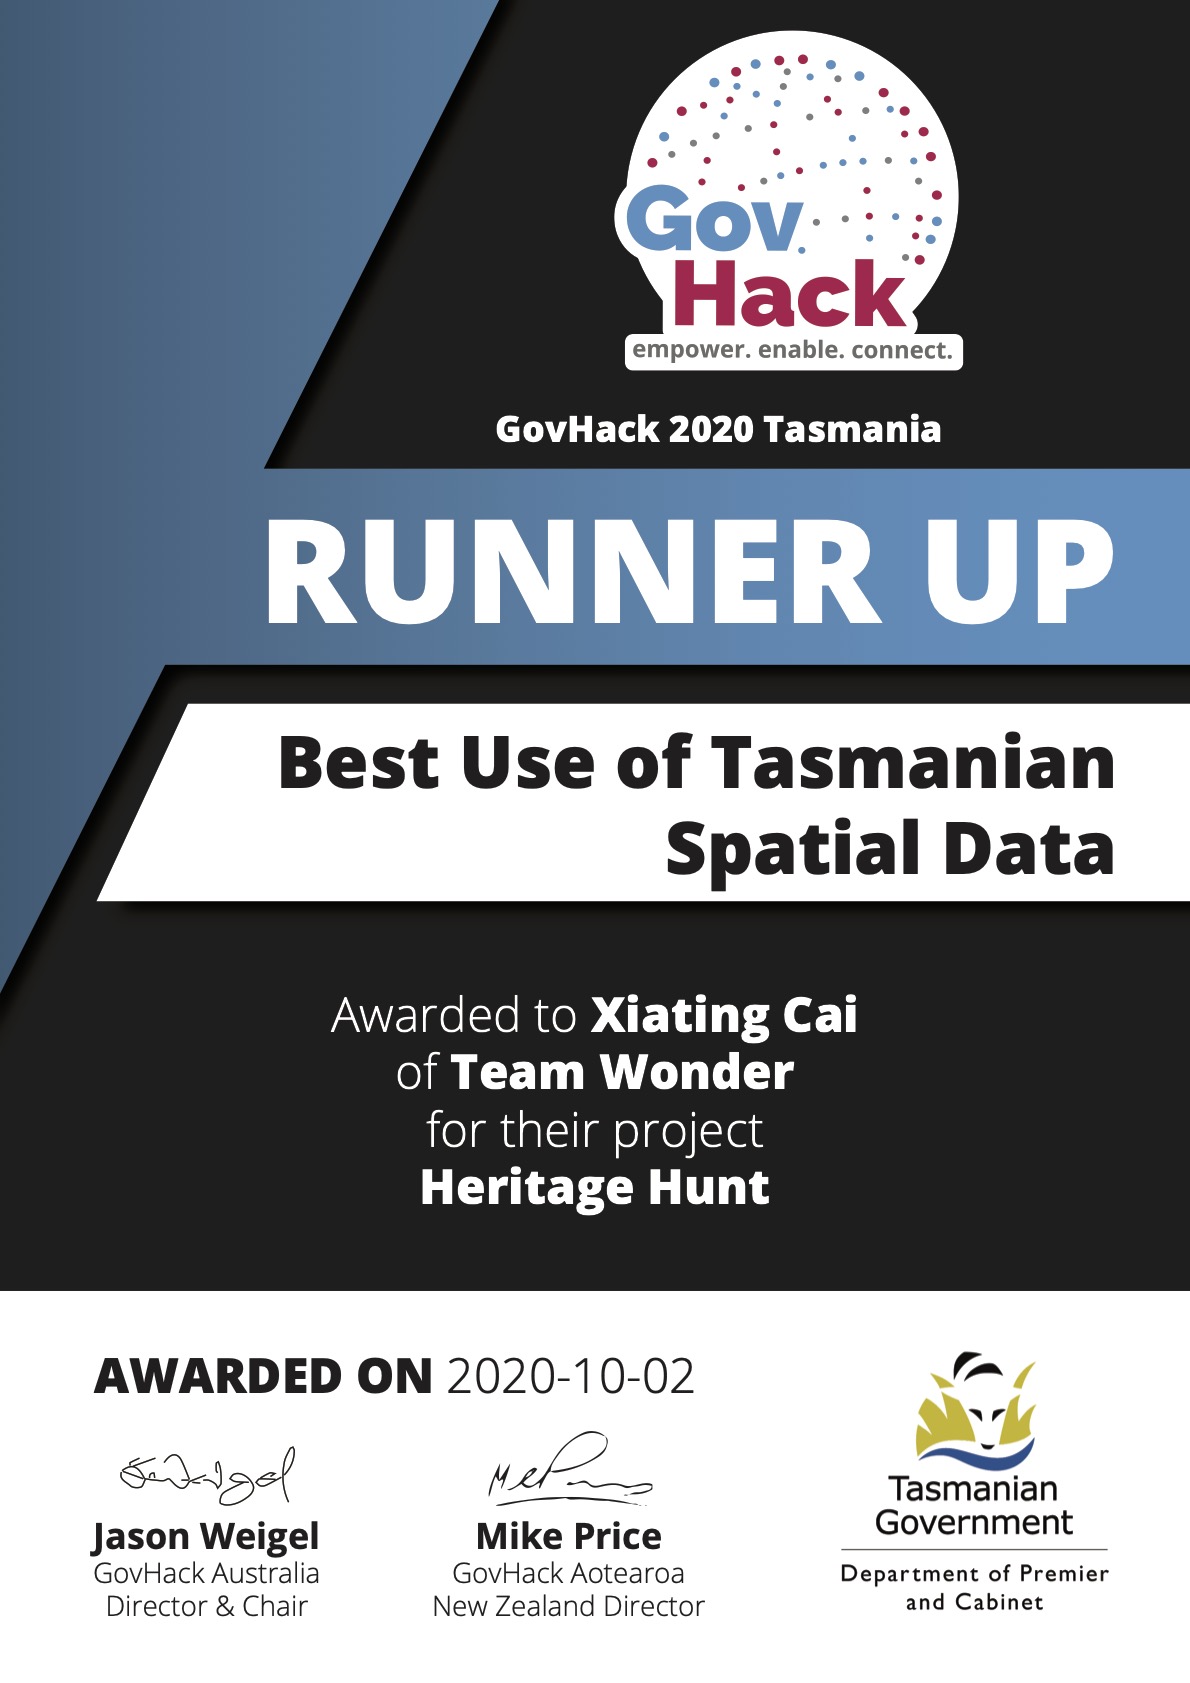 Gov
Hack
empower. enable. connect.
GovHack 2020 Tasmania
RUNNER UP
Best Use of Tasmanian
Spatial Data
Awarded to Xiating Cai
of Team Wonder
for their project
Heritage Hunt
AWARDED ON 2020-10-02
Jason Weigel
GovHack Australia
Director & Chair
Mike Price
GovHack Aotearoa
New Zealand Director
Tasmanian
Government
Department of Premier
and Cabinet